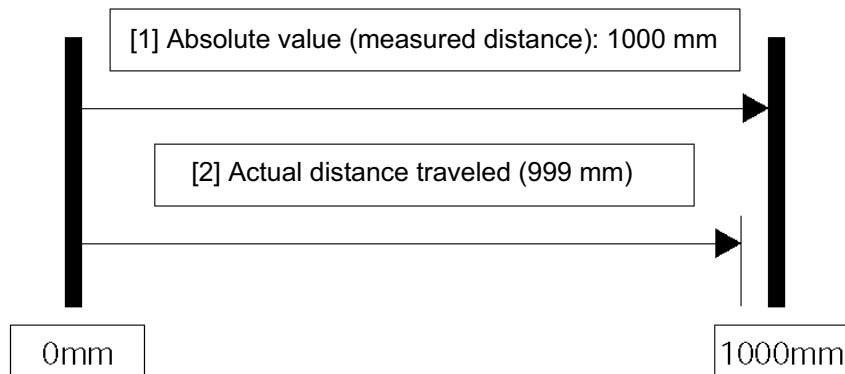 [1] Absolute value (measured distance): 1000 mm
[2] Actual distance traveled (999 mm)
0mm
1000mm